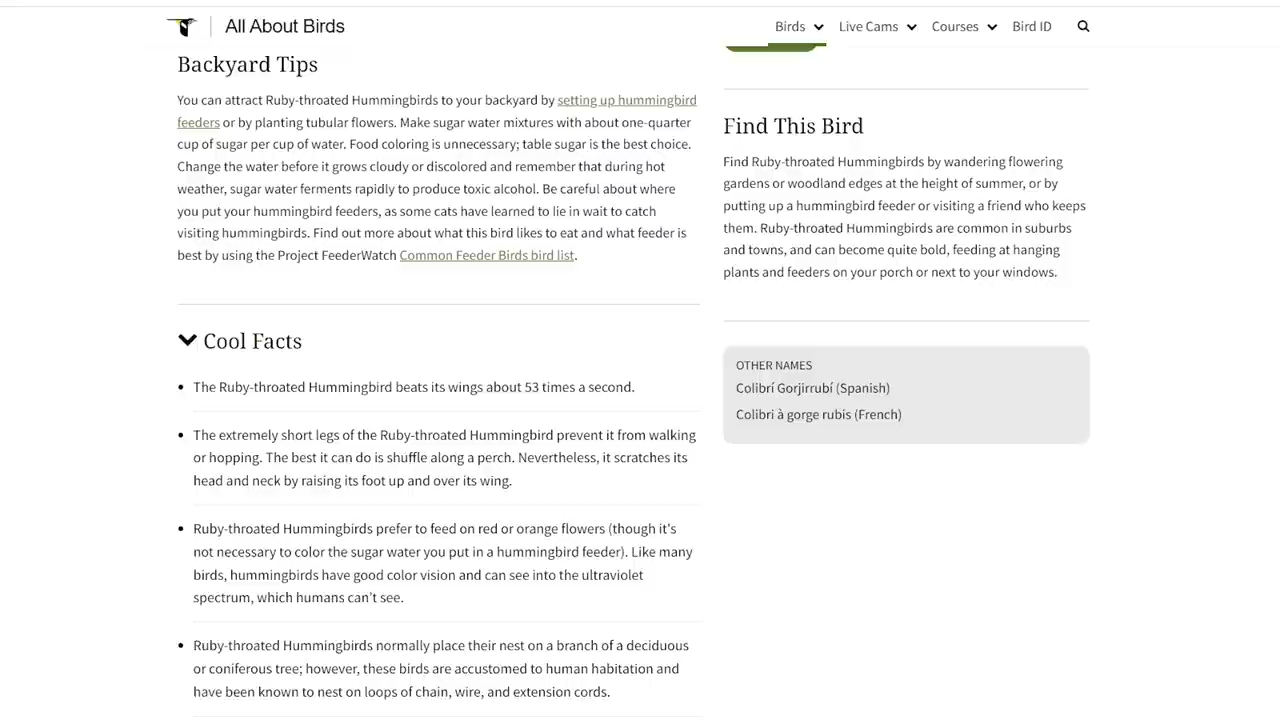 All About Birds
Birds
Live Cams
Courses
Bird ID
Backyard Tips
You can attract Ruby-throated Hummingbirds to your backyard by setting up hummingbird
feeders or by planting tubular flowers. Make sugar water mixtures with about one-quarter
cup of sugar per cup of water. Food coloring is unnecessary; table sugar is the best choice.
Change the water before it grows cloudy or discolored and remember that during hot
weather, sugar water ferments rapidly to produce toxic alcohol. Be careful about where
you put your hummingbird feeders, as some cats have learned to lie in wait to catch
visiting hummingbirds. Find out more about what this bird likes to eat and what feeder is
best by using the Project FeederWatch Common Feeder Birds bird list.
Cool Facts
• The Ruby-throated Hummingbird beats its wings about 53 times a second.
• The extremely short legs of the Ruby-throated Hummingbird prevent it from walking
or hopping. The best it can do is shuffle along a perch. Nevertheless, it scratches its
head and neck by raising its foot up and over its wing.
• Ruby-throated Hummingbirds prefer to feed on red or orange flowers (though it's
not necessary to color the sugar water you put in a hummingbird feeder). Like many
birds, hummingbirds have good color vision and can see into the ultraviolet
spectrum, which humans can't see.
• Ruby-throated Hummingbirds normally place their nest on a branch of a deciduous
or coniferous tree; however, these birds are accustomed to human habitation and
have been known to nest on loops of chain, wire, and extension cords.
Find This Bird
Find Ruby-throated Hummingbirds by wandering flowering
gardens or woodland edges at the height of summer, or by
putting up a hummingbird feeder or visiting a friend who keeps
them. Ruby-throated Hummingbirds are common in suburbs
and towns, and can become quite bold, feeding at hanging
plants and feeders on your porch or next to your windows.
OTHER NAMES
Colibrí Gorjirrubí (Spanish)
Colibri à gorge rubis (French)